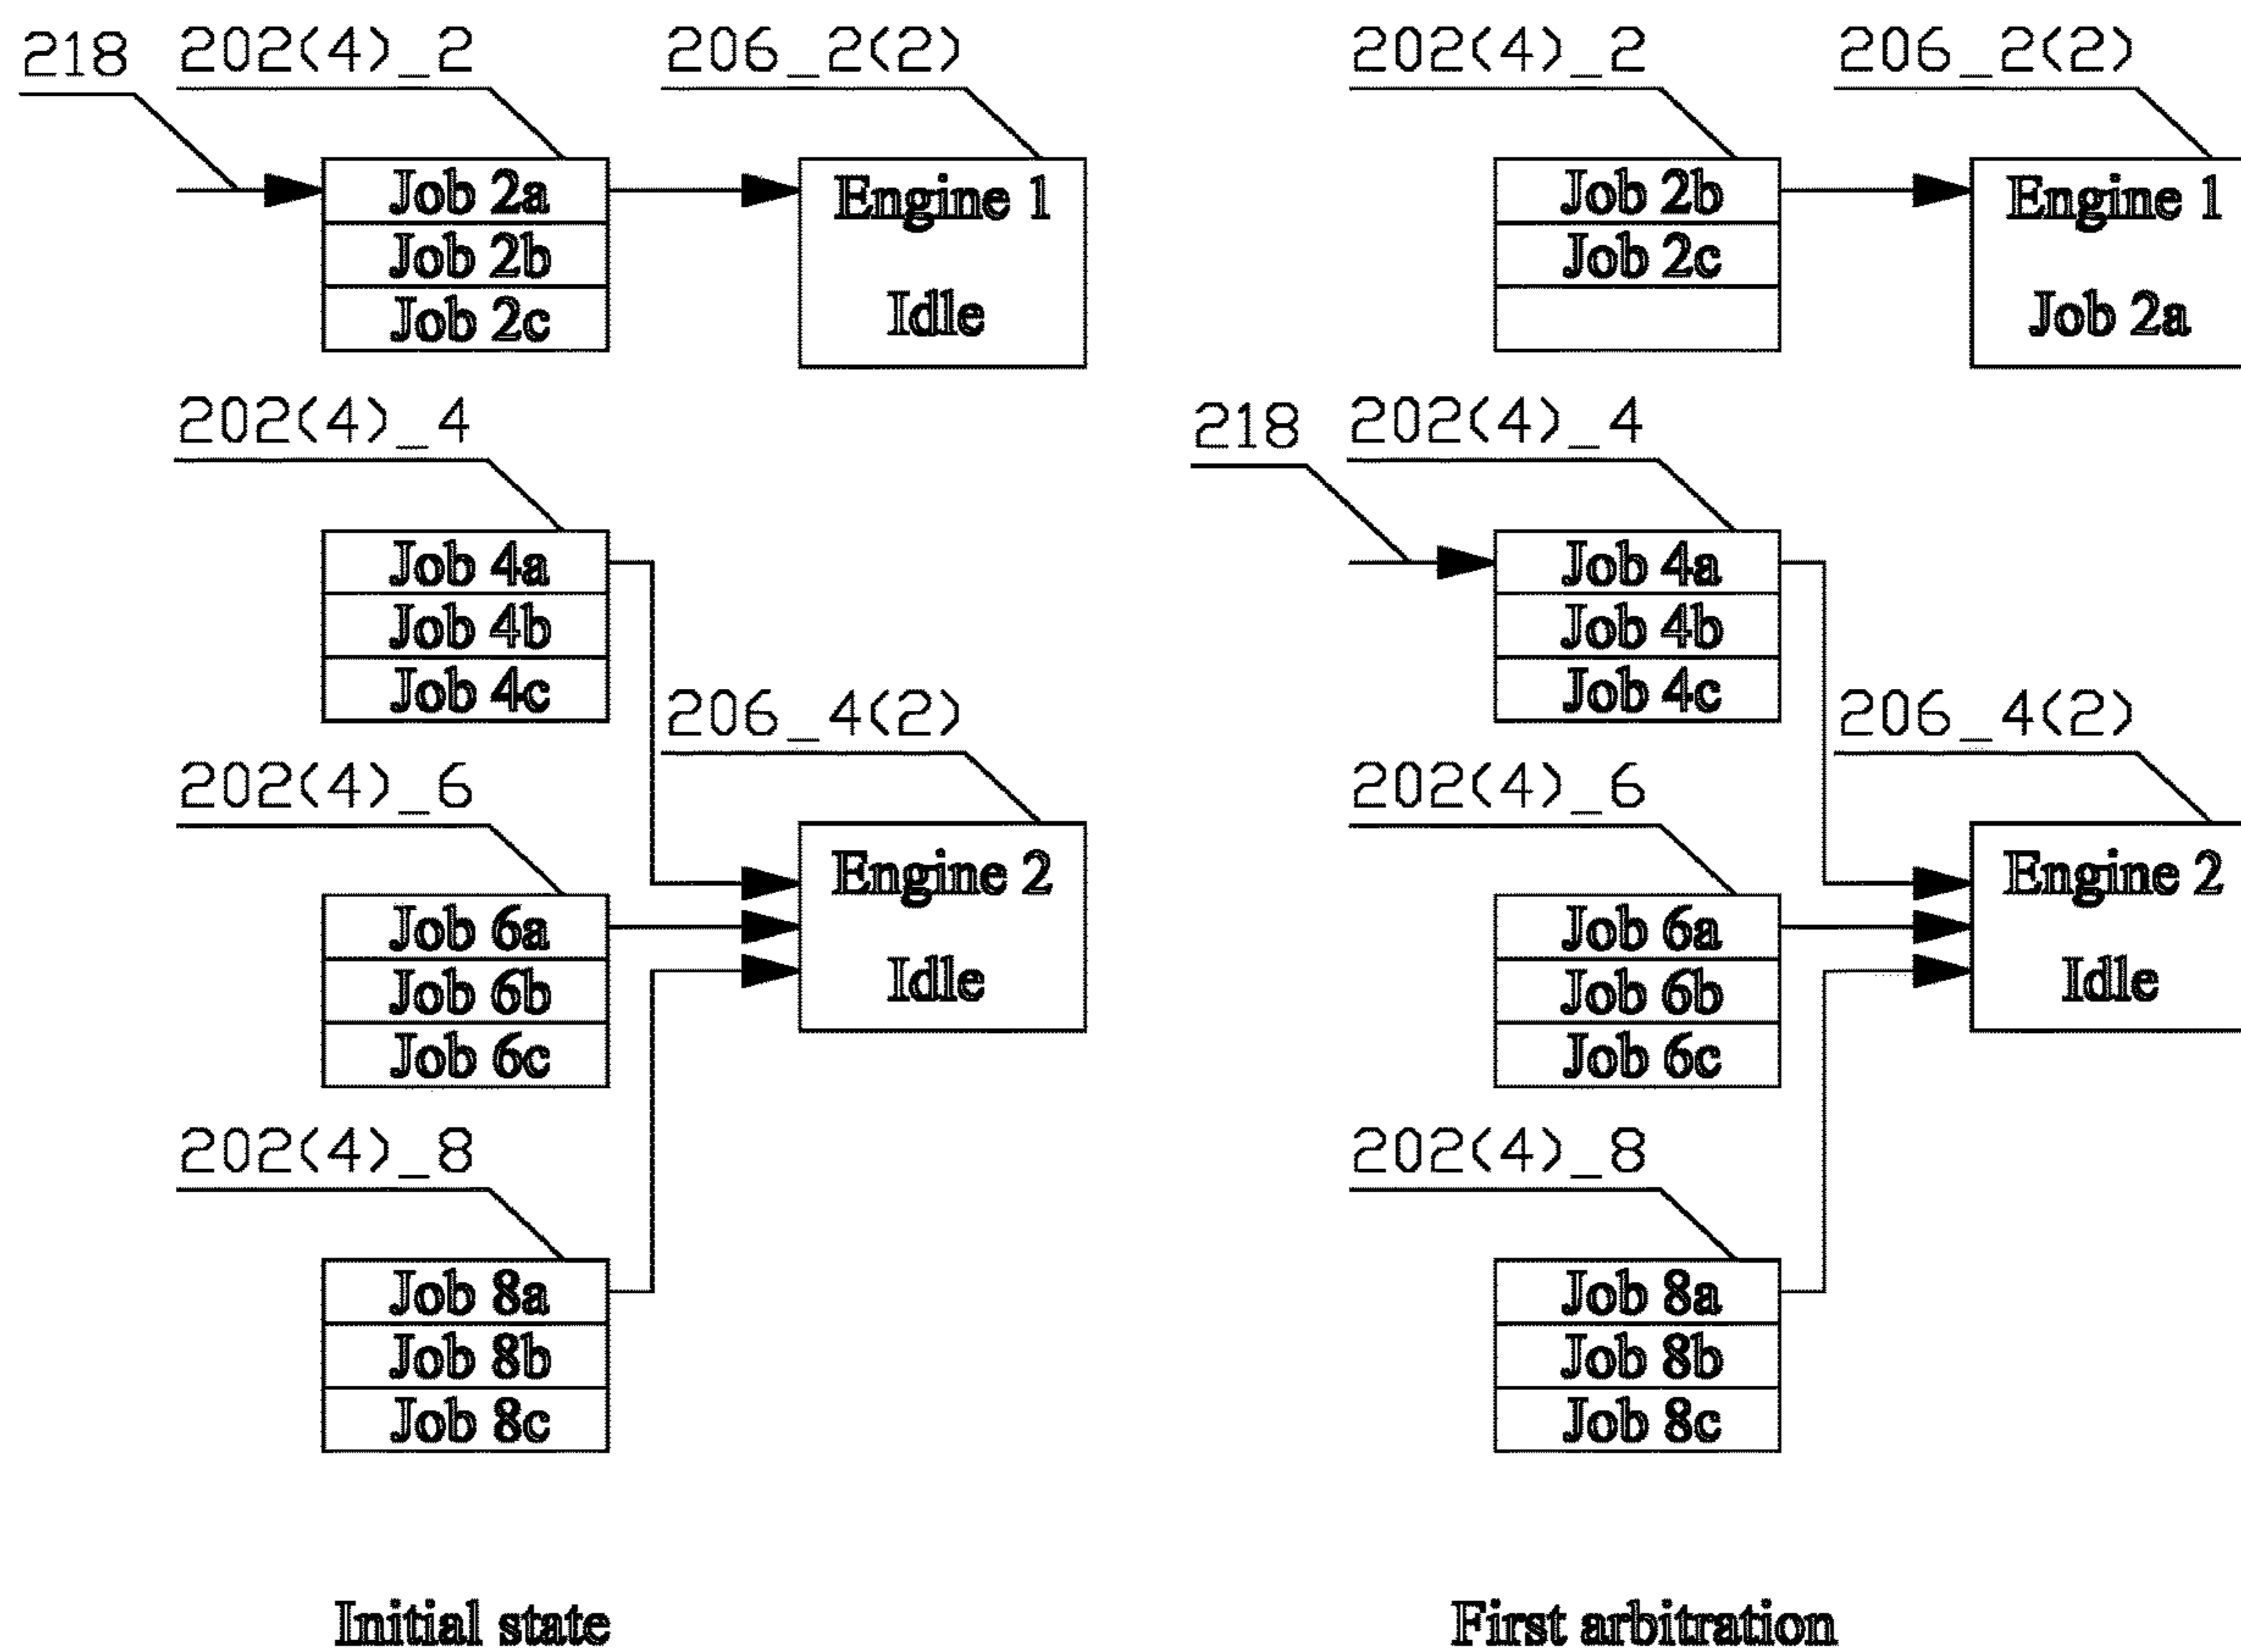 218
202(4)_2
206_2(2)
Job 2a
Job 2b
Job 2c
Engine 1
Idle
202(4)_4
Job 4a
Job 4b
Job 4c
206_4(2)
202(4)_6
Job 6a
Job 6b
Job 6c
Engine 2
Idle
202(4)_8
Job 8a
Job 8b
Job 8c
Initial state
202(4)_2
206_2(2)
Job 2b
Job 2c
Engine 1
Job 2a
218
202(4)_4
Job 4a
Job 4b
Job 4c
206_4(2)
202(4)_6
Job 6a
Job 6b
Job 6c
Engine 2
Idle
202(4)_8
Job 8a
Job 8b
Job 8c
First arbitration